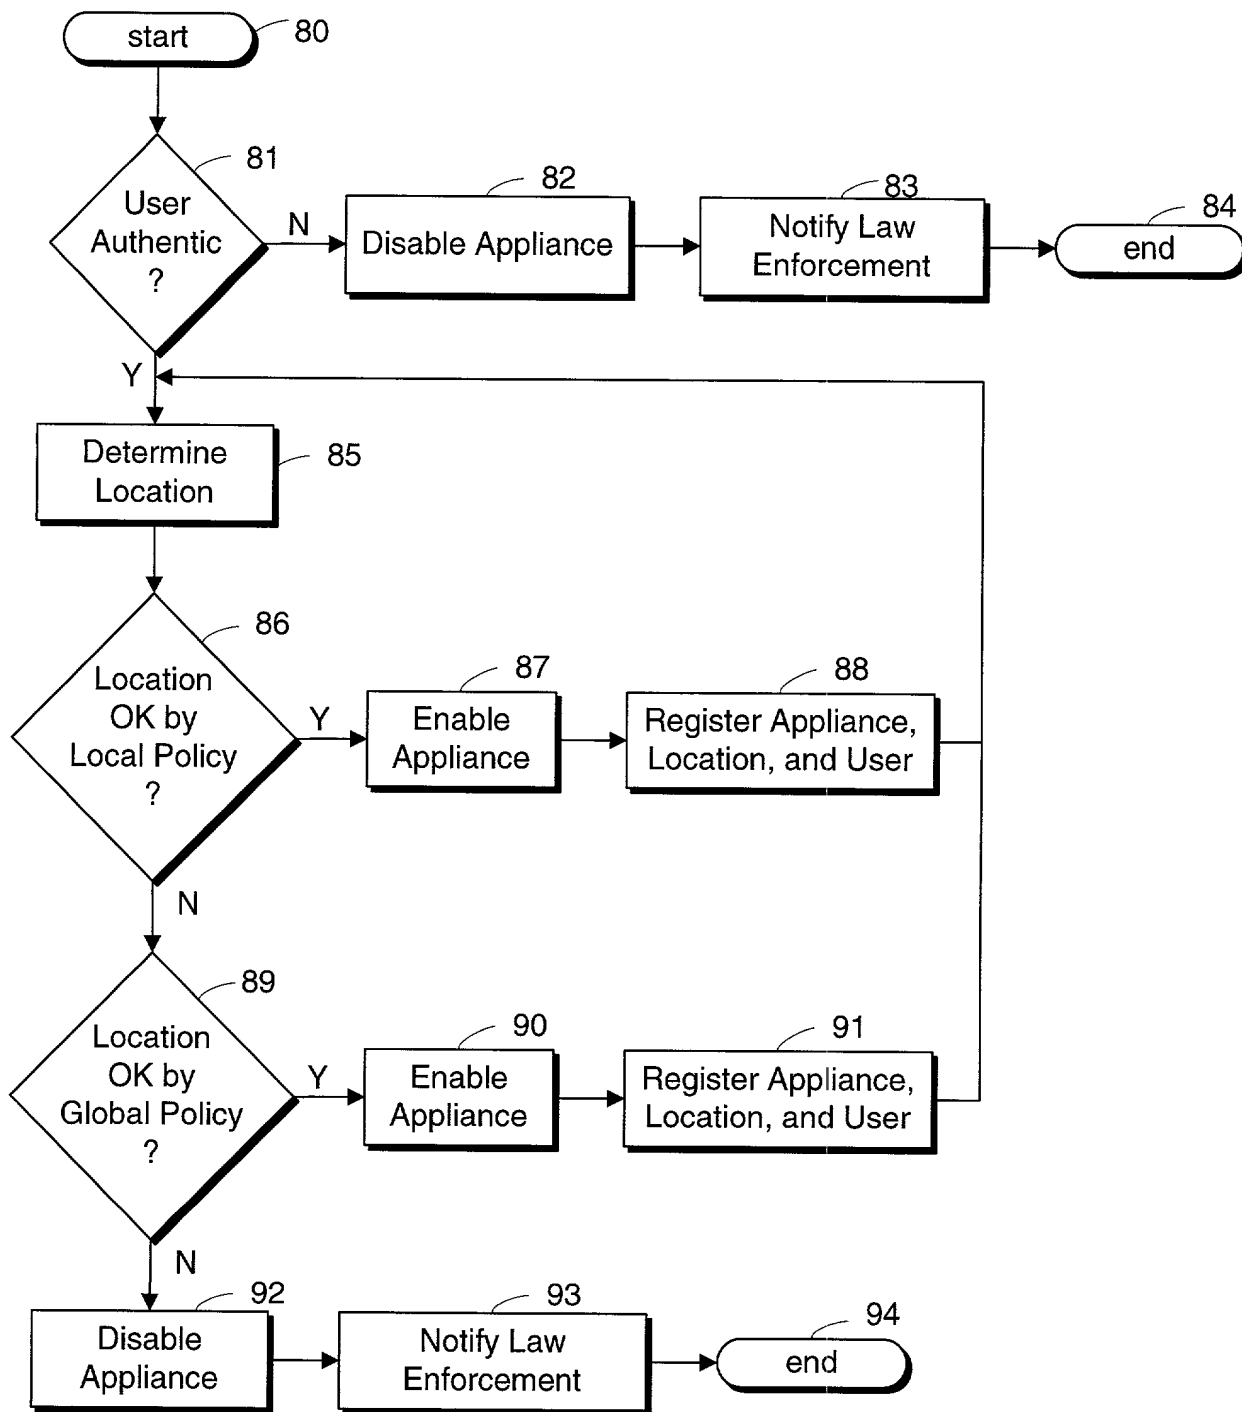 start
80
81
User
Authentic
?
N
82
Disable Appliance
83
Notify Law
Enforcement
84
end
Y
Determine
Location
85
86
Location
OK by
Local Policy
?
Y
87
Enable
Appliance
88
Register Appliance,
Location, and User
N
89
Location
OK by
Global Policy
?
Y
90
Enable
Appliance
91
Register Appliance,
Location, and User
N
92
Disable
Appliance
93
Notify Law
Enforcement
94
end